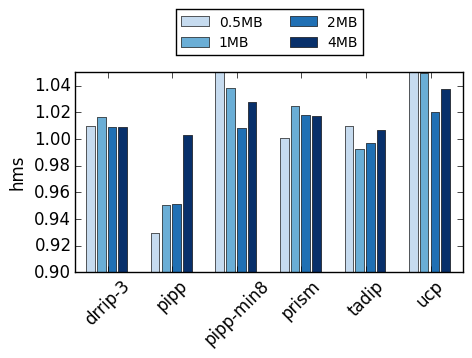 0.5MB 2MB
1MB 4MB
1.04
1.02
1.00
0.98
0.96
0.94
0.92
0.90
hms
drrip-3
pipp
pipp-min8
prism
tadip
ucp